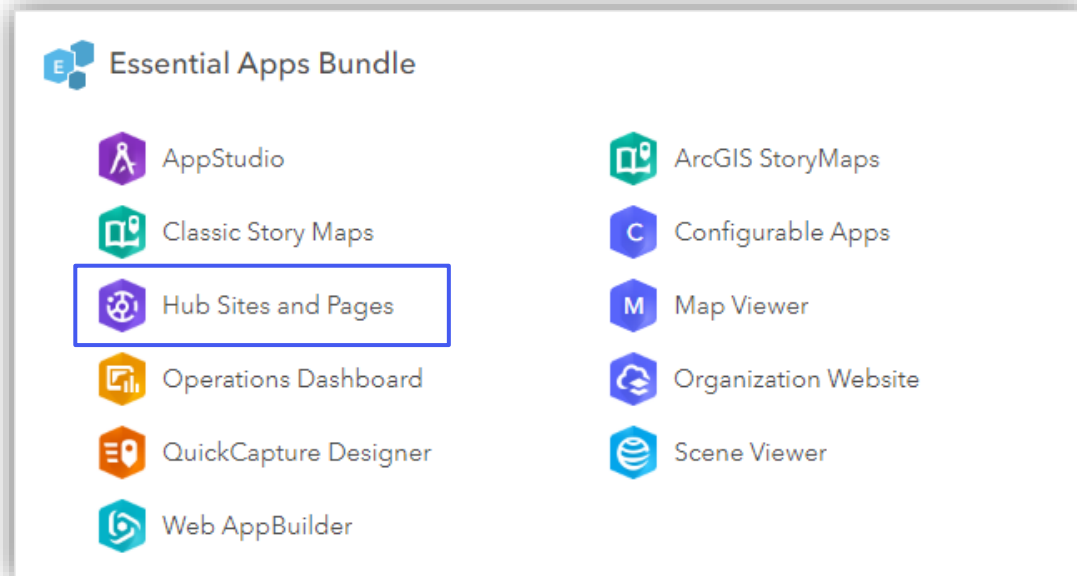 E Essential Apps Bundle
AppStudio
ArcGIS StoryMaps
Classic Story Maps
C Configurable Apps
Hub Sites and Pages
M Map Viewer
Operations Dashboard
Organization Website
QuickCapture Designer
Scene Viewer
Web AppBuilder